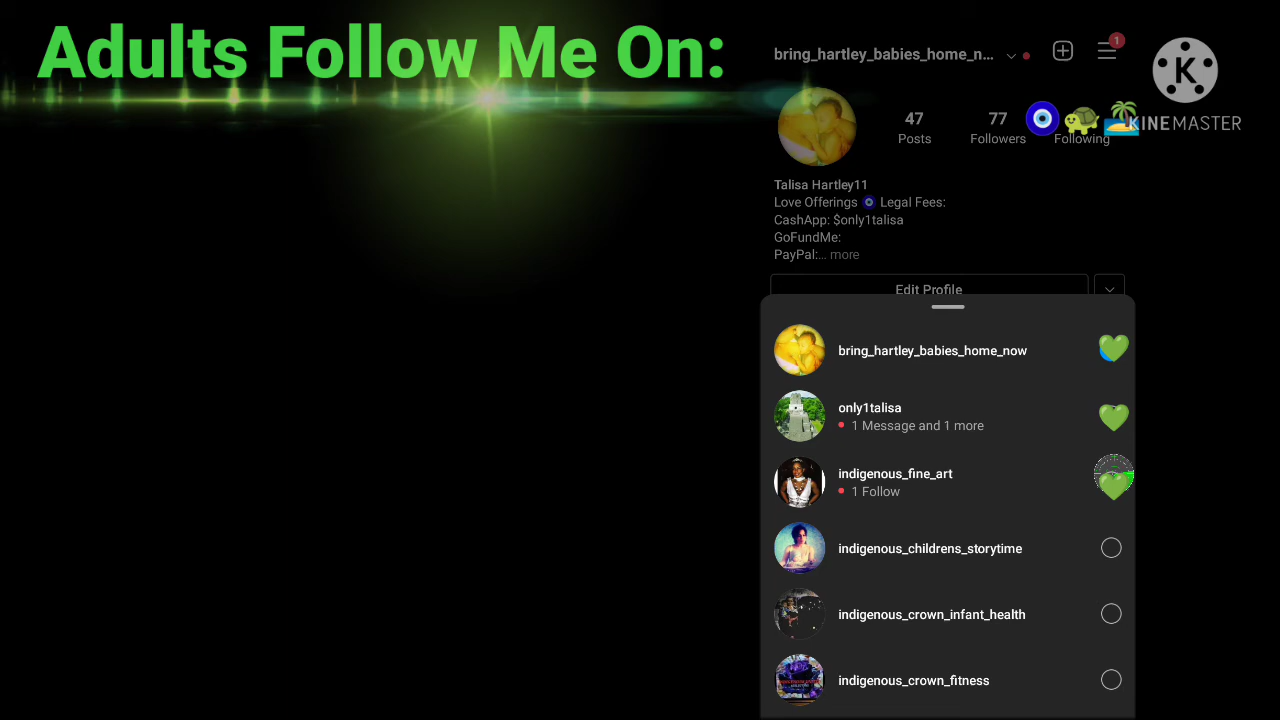 Adults Follow Me On:
bring_hartley_babies_home_n...
1
K
KINEMASTER
47
77
Posts
Followers
Following
Talisa Hartley11
Love Offerings 🧿 Legal Fees:
CashApp: $only1talisa
GoFundMe:
PayPal:... more
Edit Profile
bring_hartley_babies_home_now
only1talisa
1 Message and 1 more
indigenous_fine_art
1 Follow
indigenous_childrens_storytime
indigenous_crown_infant_health
indigenous_crown_fitness